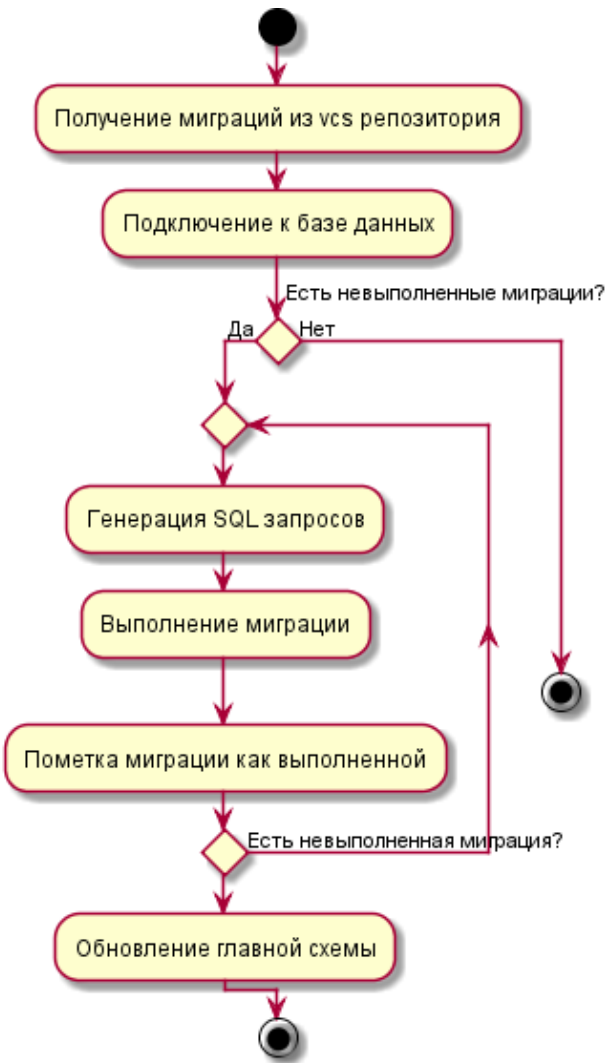 Получение миграций из vcs репозитория
Подключение к базе данных
Есть невыполненные миграции?
Да
Нет
Генерация SQL запросов
Выполнение миграции
Пометка миграции как выполненной
Есть невыполненная миграция?
Обновление главной схемы